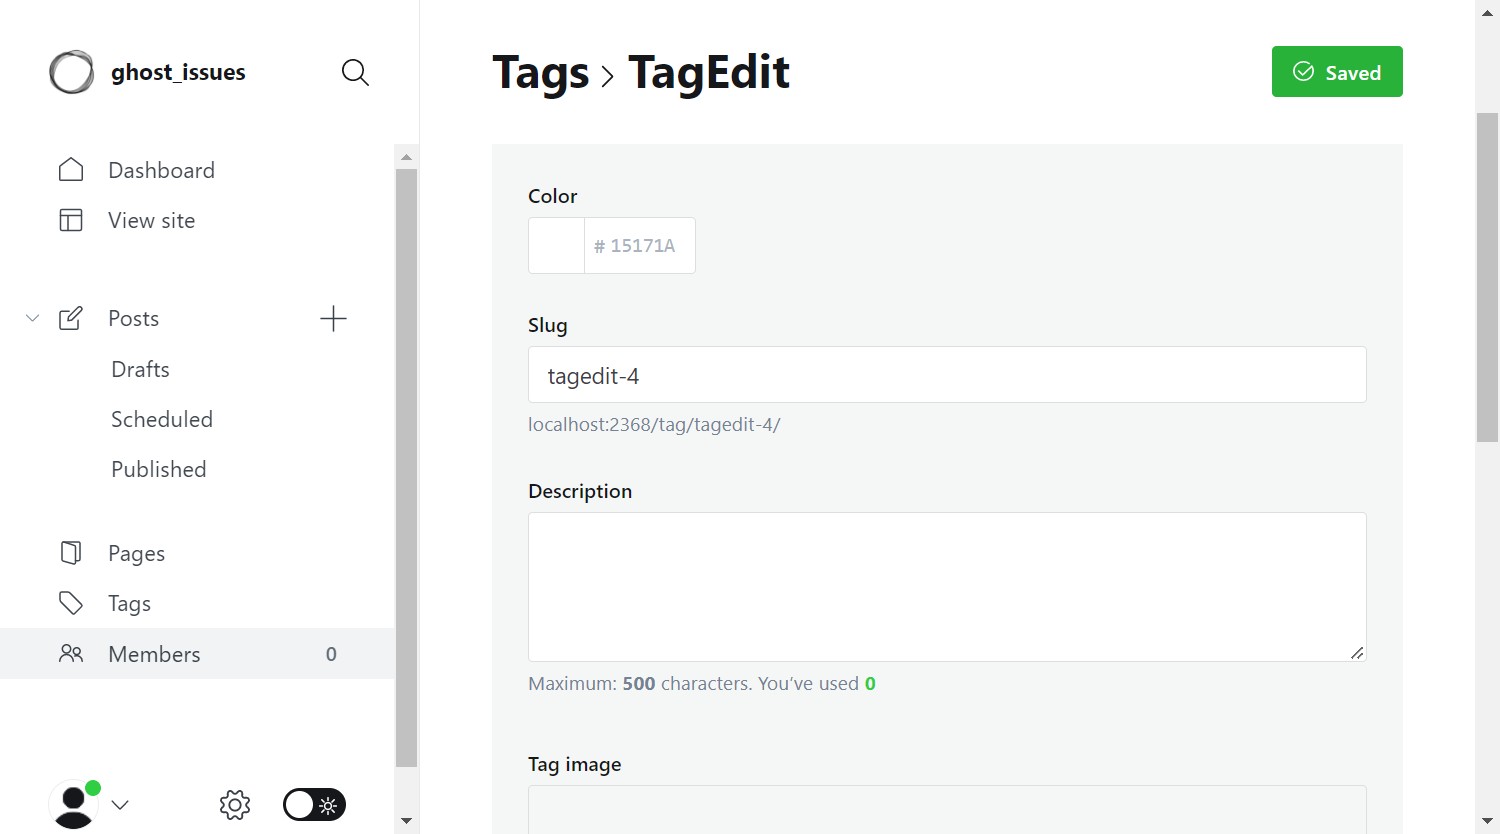 ghost_issues
Dashboard
View site
Posts
Drafts
Scheduled
Published
Pages
Tags
Members 0
Tags > TagEdit
Saved
Color
# 15171A
Slug
tagedit-4
localhost:2368/tag/tagedit-4/
Description
Maximum: 500 characters. You’ve used 0
Tag image